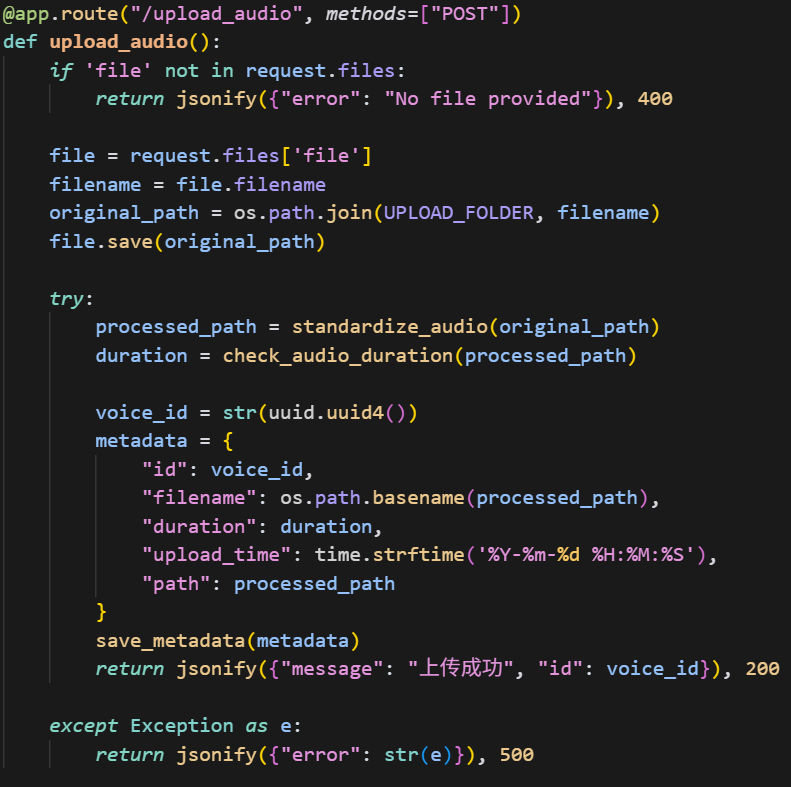 @app.route("/upload_audio", methods=["POST"])
def upload_audio():
    if 'file' not in request.files:
        return jsonify({"error": "No file provided"}), 400

    file = request.files['file']
    filename = file.filename
    original_path = os.path.join(UPLOAD_FOLDER, filename)
    file.save(original_path)

    try:
        processed_path = standardize_audio(original_path)
        duration = check_audio_duration(processed_path)

        voice_id = str(uuid.uuid4())
        metadata = {
            "id": voice_id,
            "filename": os.path.basename(processed_path),
            "duration": duration,
            "upload_time": time.strftime('%Y-%m-%d %H:%M:%S'),
            "path": processed_path
        }
        save_metadata(metadata)
        return jsonify({"message": "上传成功", "id": voice_id}), 200

    except Exception as e:
        return jsonify({"error": str(e)}), 500